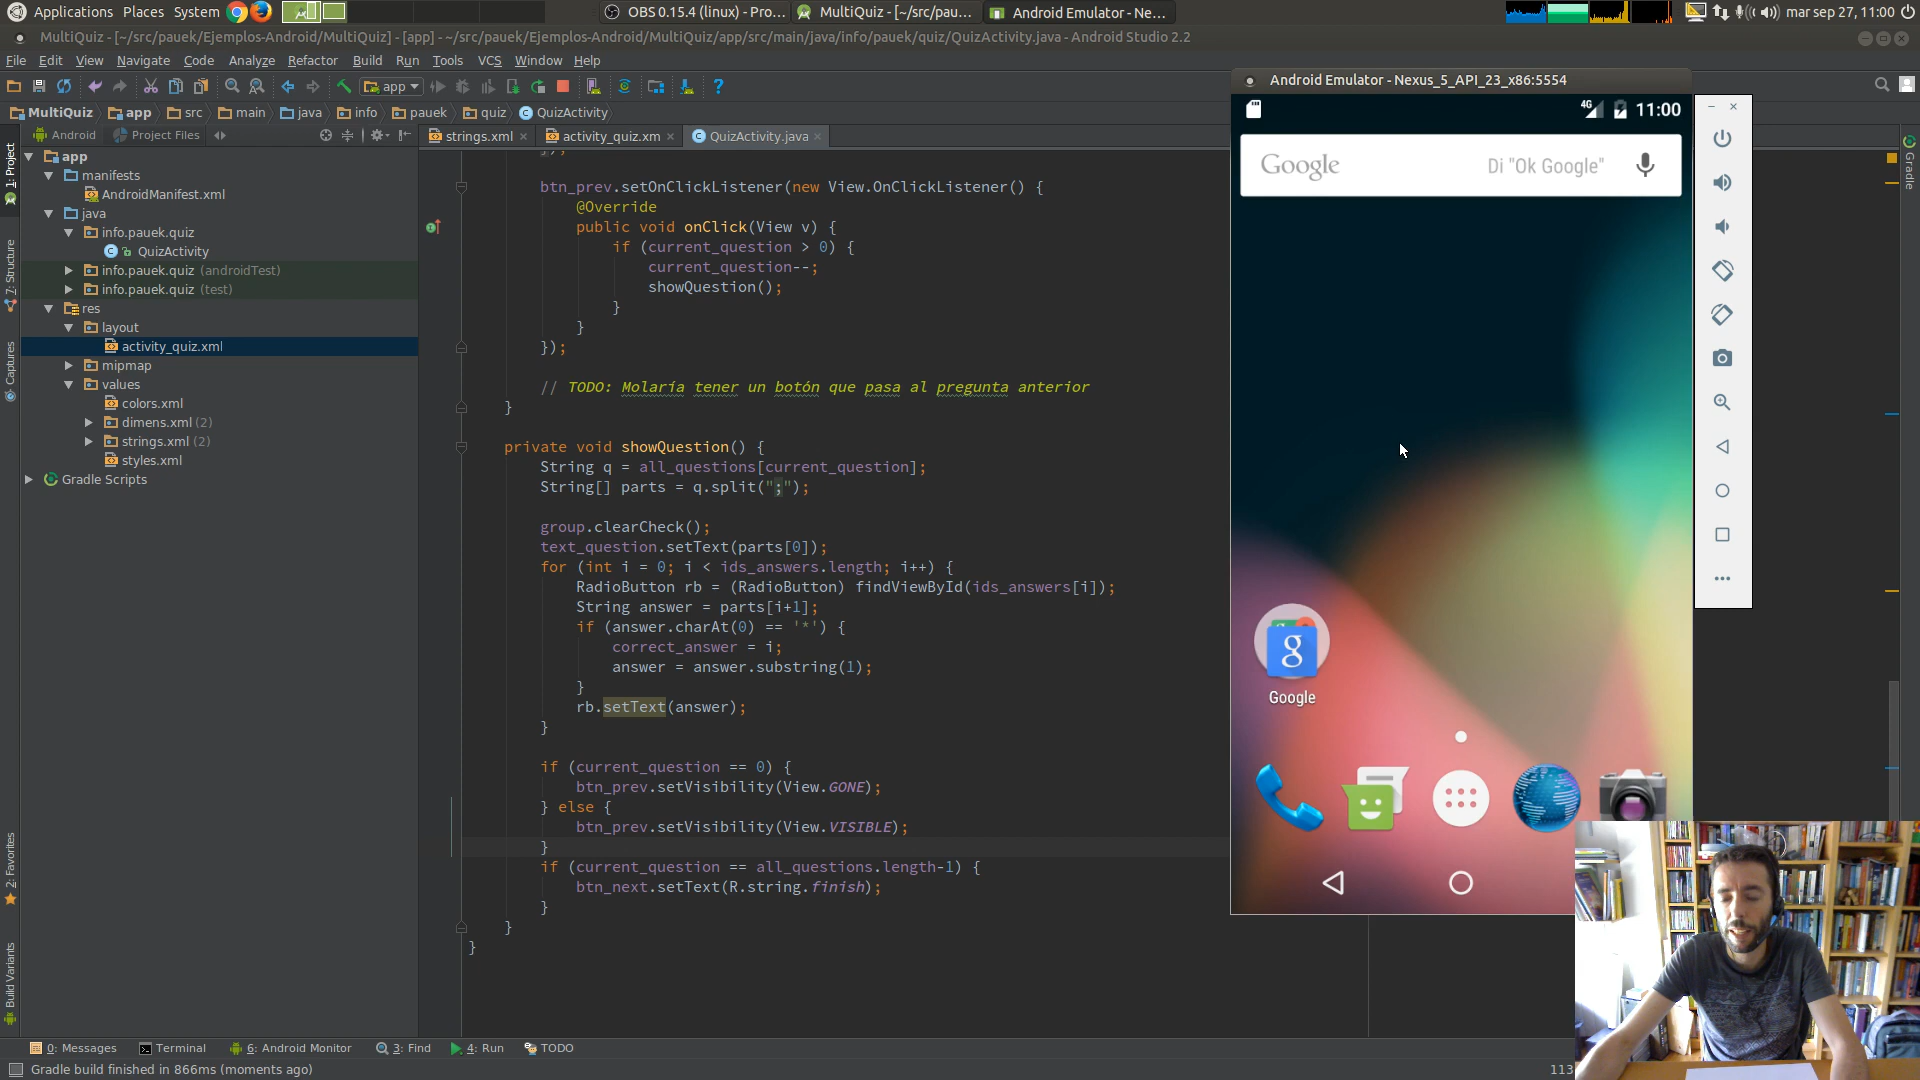 Applications Places System OBS 0.15.4 (linux) - Pro... MultiQuiz - [~/src/pau... Android Emulator - Ne... mar sep 27, 11:00
MultiQuiz - [~/src/pauek/Ejemplos-Android/MultiQuiz] - [app] - ~/src/pauek/Ejemplos-Android/MultiQuiz/app/src/main/java/info/pauek/quiz/QuizActivity.java - Android Studio 2.2
File Edit View Navigate Code Analyze Refactor Build Run Tools VCS Window Help
app
MultiQuiz app src main java info pauek quiz QuizActivity
Android Project Files
strings.xml activity_quiz.xm QuizActivity.java
1: Project
7: Structure
Captures
2: Favorites
Build Variants
Gradle
app
manifests
AndroidManifest.xml
java
info.pauek.quiz
QuizActivity
info.pauek.quiz (androidTest)
info.pauek.quiz (test)
res
layout
activity_quiz.xml
mipmap
values
colors.xml
dimens.xml (2)
strings.xml (2)
styles.xml
Gradle Scripts
});
btn_prev.setOnClickListener(new View.OnClickListener() {
@Override
public void onClick(View v) {
if (current_question > 0) {
current_question--;
showQuestion();
}
}
});
// TODO: Molaría tener un botón que pasa al pregunta anterior
}
private void showQuestion() {
String q = all_questions[current_question];
String[] parts = q.split(";");
group.clearCheck();
text_question.setText(parts[0]);
for (int i = 0; i < ids_answers.length; i++) {
RadioButton rb = (RadioButton) findViewById(ids_answers[i]);
String answer = parts[i+1];
if (answer.charAt(0) == '*') {
correct_answer = i;
answer = answer.substring(1);
}
rb.setText(answer);
}
if (current_question == 0) {
btn_prev.setVisibility(View.GONE);
} else {
btn_prev.setVisibility(View.VISIBLE);
}
if (current_question == all_questions.length-1) {
btn_next.setText(R.string.finish);
}
}
}
Android Emulator - Nexus_5_API_23_x86:5554
4G 11:00
Google Di "Ok Google"
g
Google
0: Messages Terminal 6: Android Monitor 3: Find 4: Run TODO
Gradle build finished in 866ms (moments ago) 113